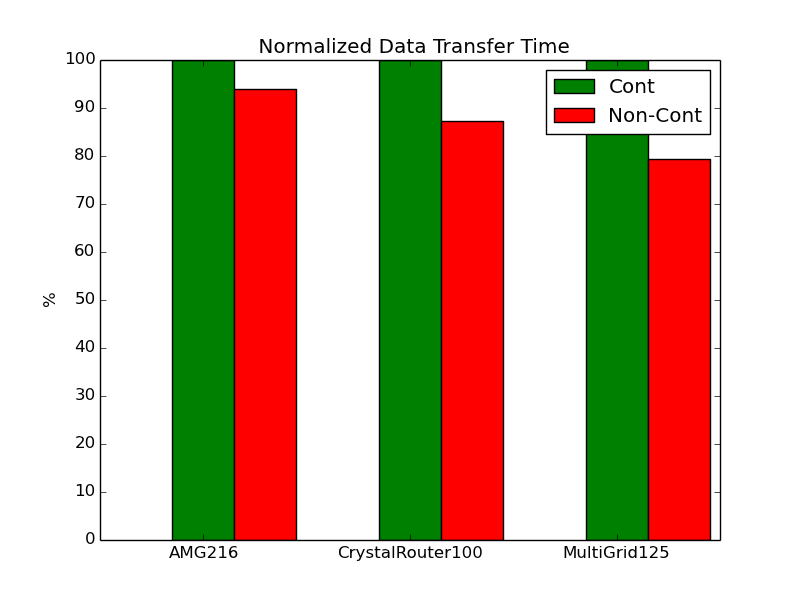 Normalized Data Transfer Time
100
90
80
70
60
50
40
30
20
10
0
%
Cont
Non-Cont
AMG216
CrystalRouter100
MultiGrid125